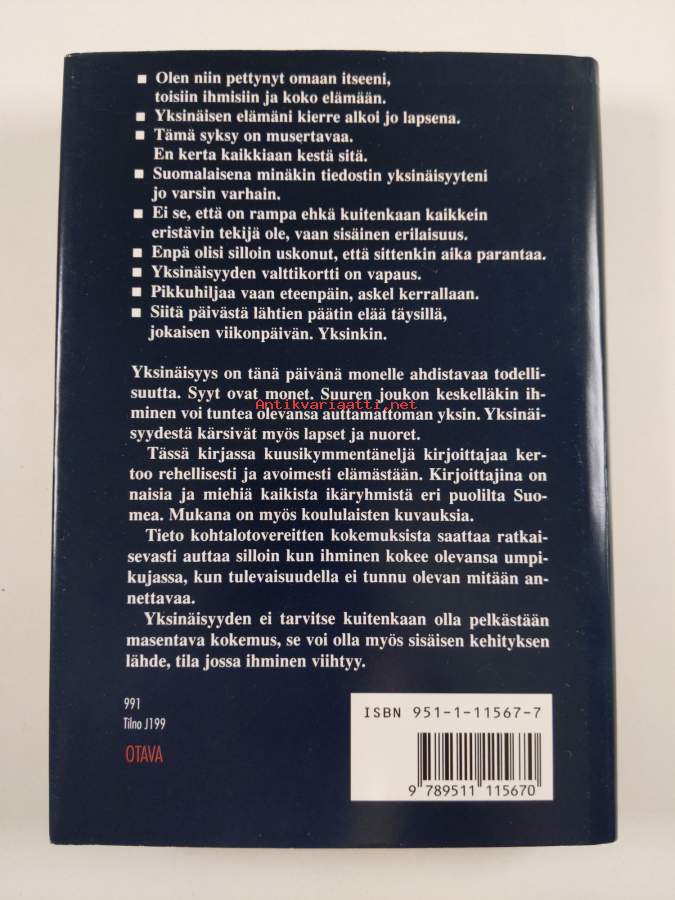 ■ Olen niin pettynyt omaan itseeni,
toisiin ihmisiin ja koko elämään.
■ Yksinäisen elämäni kierre alkoi jo lapsena.
■ Tämä syksy on musertavaa.
En kerta kaikkiaan kestä sitä.
■ Suomalaisena minäkin tiedostin yksinäisyyteni
jo varsin varhain.
■ Ei se, että on rampa ehkä kuitenkaan kaikkein
eristävin tekijä ole, vaan sisäinen erilaisuus.
■ Enpä olisi silloin uskonut, että sittenkin aika parantaa.
■ Yksinäisyyden valttikortti on vapaus.
■ Pikkuhiljaa vaan eteenpäin, askel kerrallaan.
■ Siitä päivästä lähtien päätin elää täysillä,
jokaisen viikonpäivän. Yksinkin.
Yksinäisyys on tänä päivänä monelle ahdistavaa todelli-
suutta. Syyt ovat monet. Suuren joukon keskelläkin ih-
Antikvariaatti.net
minen voi tuntea olevansa auttamattoman yksin. Yksinäi-
syydestä kärsivät myös lapset ja nuoret.
Tässä kirjassa kuusikymmentäneljä kirjoittajaa ker-
too rehellisesti ja avoimesti elämästään. Kirjoittajina on
naisia ja miehiä kaikista ikäryhmistä eri puolilta Suo-
mea. Mukana on myös koululaisten kuvauksia.
Tieto kohtalotovereitten kokemuksista saattaa ratkai-
sevasti auttaa silloin kun ihminen kokee olevansa umpi-
kujassa, kun tulevaisuudella ei tunnu olevan mitään an-
nettavaa.
Yksinäisyyden ei tarvitse kuitenkaan olla pelkästään
masentava kokemus, se voi olla myös sisäisen kehityksen
lähde, tila jossa ihminen viihtyy.
991
Tilno J199
OTAVA
ISBN 951-1-11567-7
9 789511 115670